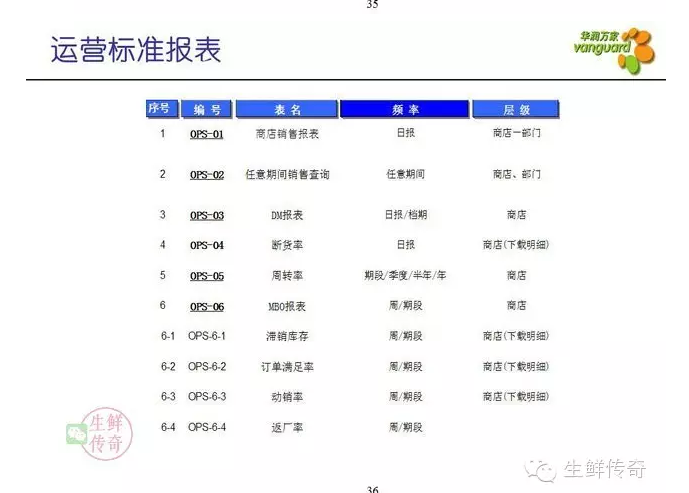 35
运营标准报表
华润万家
vanguard
序号 编 号 表 名 频 率 层 级
1 OPS-01 商店销售报表 日报 商店—部门
2 OPS-02 任意期间销售查询 任意期间 商店、部门
3 OPS-03 DM报表 日报/档期 商店
4 OPS-04 断货率 日报 商店(下载明细)
5 OPS-05 周转率 期段/季度/半年/年 商店
6 OPS-06 MBO报表 周/期段 商店
6-1 OPS-6-1 滞销库存 周/期段 商店(下载明细)
6-2 OPS-6-2 订单满足率 周/期段 商店(下载明细)
6-3 OPS-6-3 动销率 周/期段 商店(下载明细)
6-4 OPS-6-4 返厂率 周/期段
生鲜
传奇
生鲜传奇
36